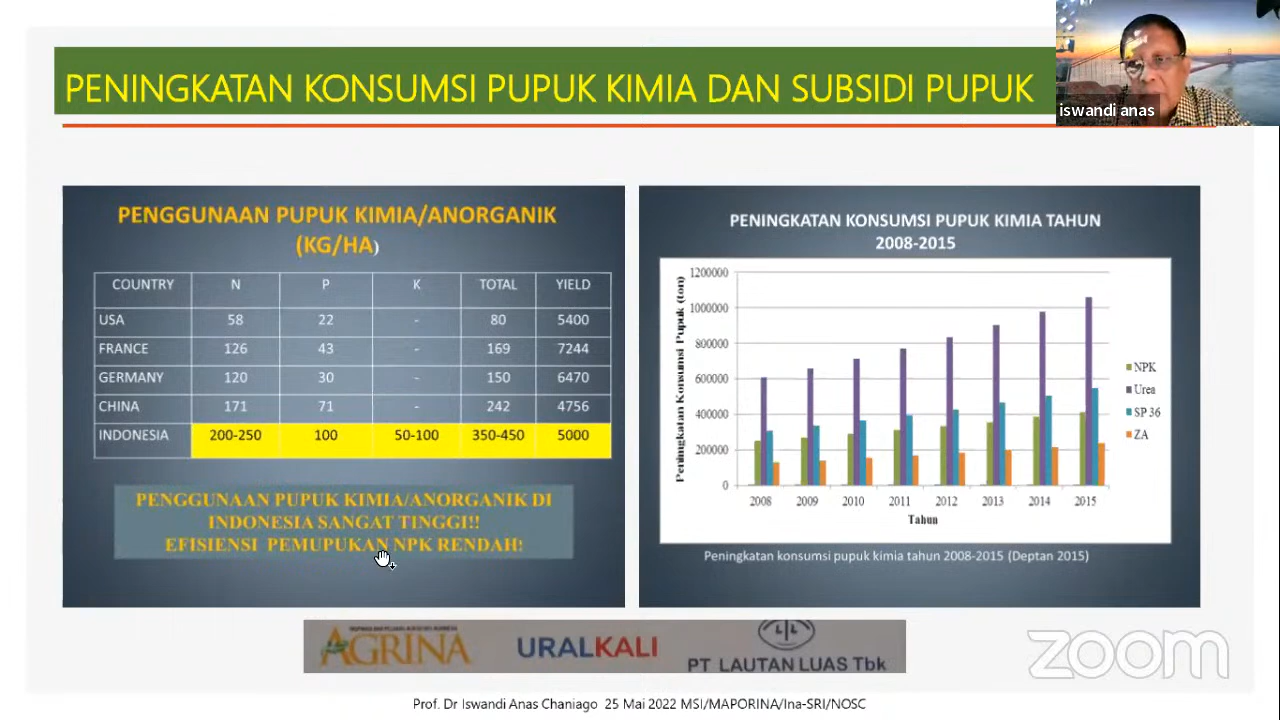 PENINGKATAN KONSUMSI PUPUK KIMIA DAN SUBSIDI PUPUK
iswandi anas
PENGGUNAAN PUPUK KIMIA/ANORGANIK
(KG/HA)
COUNTRY N P K TOTAL YIELD
USA 58 22 - 80 5400
FRANCE 126 43 - 169 7244
GERMANY 120 30 - 150 6470
CHINA 171 71 - 242 4756
INDONESIA 200-250 100 50-100 350-450 5000
PENGGUNAAN PUPUK KIMIA/ANORGANIK DI
INDONESIA SANGAT TINGGI!!
EFISIENSI PEMUPUKAN NPK RENDAH!
PENINGKATAN KONSUMSI PUPUK KIMIA TAHUN
2008-2015
Peningkatan Konsumsi Pupuk (ton)
1200000
1000000
800000
600000
400000
200000
0
2008 2009 2010 2011 2012 2013 2014 2015
Tahun
NPK
Urea
SP 36
ZA
Peningkatan konsumsi pupuk kimia tahun 2008-2015 (Deptan 2015)
AGRINA
URALKALI
PT LAUTAN LUAS Tbk
zoom
Prof. Dr Iswandi Anas Chaniago 25 Mai 2022 MSI/MAPORINA/Ina-SRI/NOSC